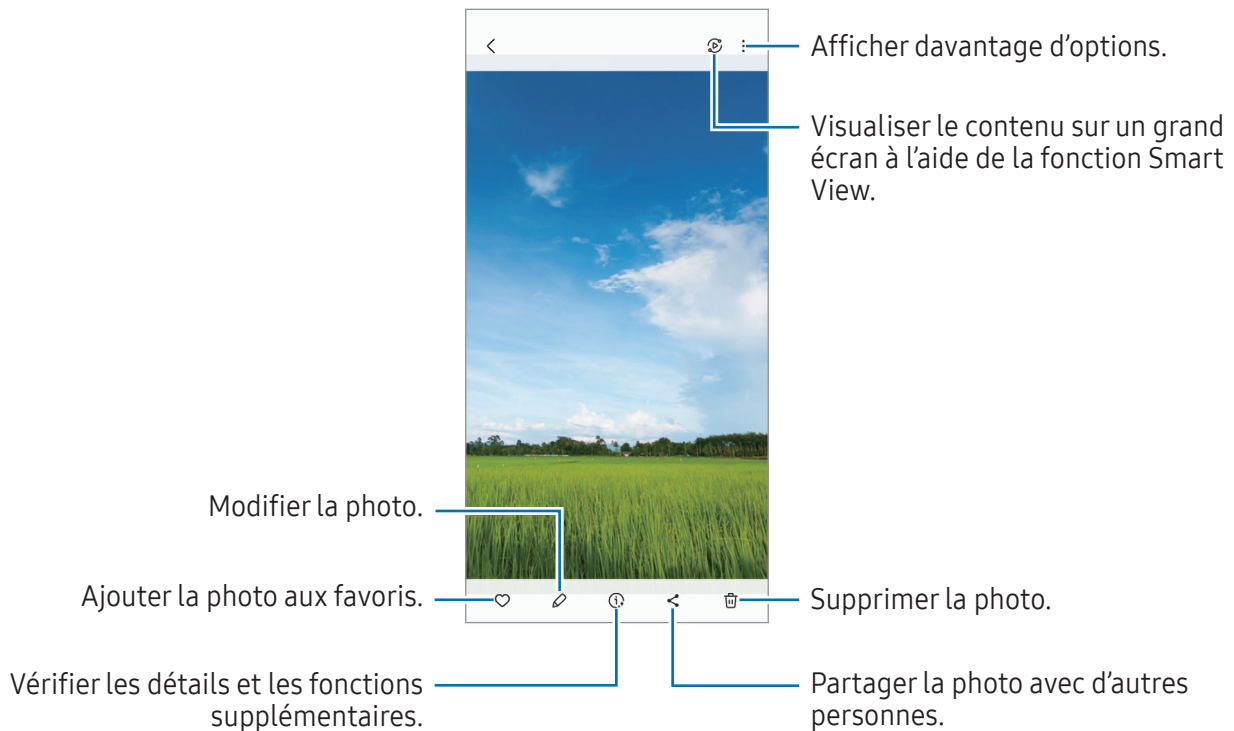 Afficher davantage d'options.
Visualiser le contenu sur un grand
écran à l'aide de la fonction Smart
View.
Modifier la photo.
Ajouter la photo aux favoris.
Supprimer la photo.
Vérifier les détails et les fonctions
supplémentaires.
Partager la photo avec d'autres
personnes.